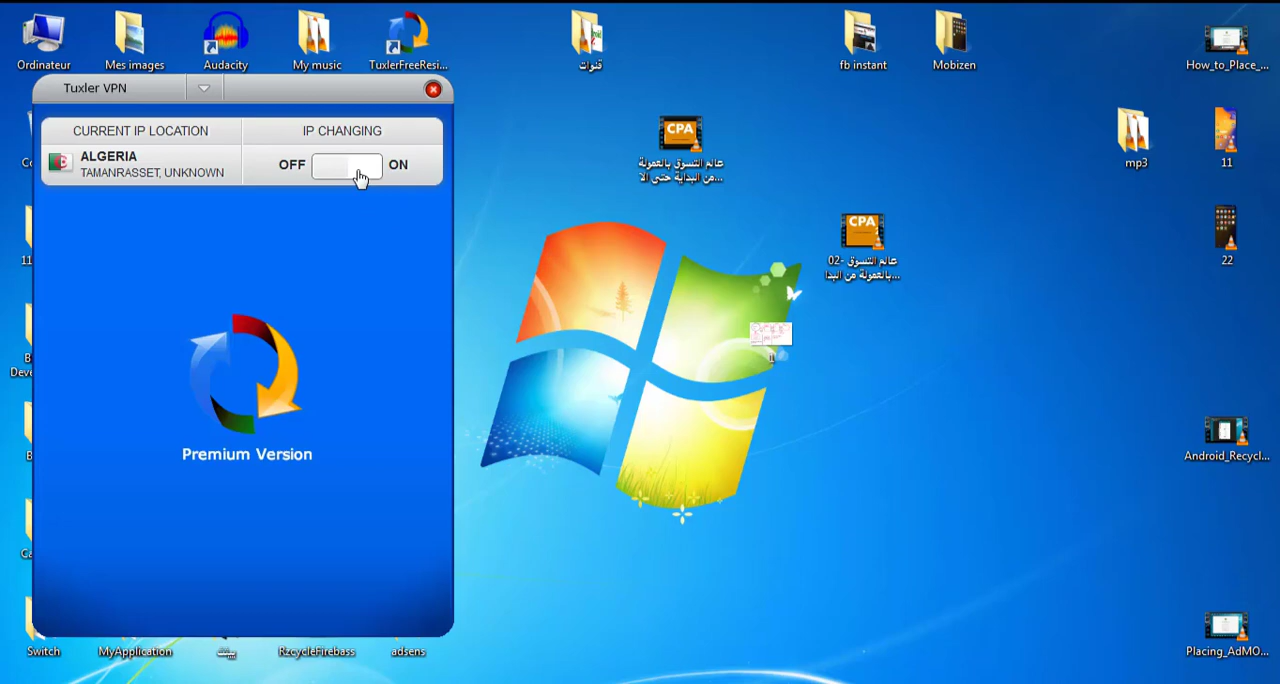 Ordinateur
Mes images
Audacity
My music
TuxlerFreeResi...
قنوات
fb instant
Mobizen
How_to_Place_...
Tuxler VPN
CURRENT IP LOCATION
IP CHANGING
ALGERIA
TAMANRASSET, UNKNOWN
OFF
ON
CPA
عالم التسوق بالعمولة
من البداية حتى الا...
mp3
11
CPA
02- عالم التسوق
بالعمولة من البدا...
22
Premium Version
Android_Recycl...
Switch
MyApplication
RzcycleFirebass
adsens
Placing_AdMO...